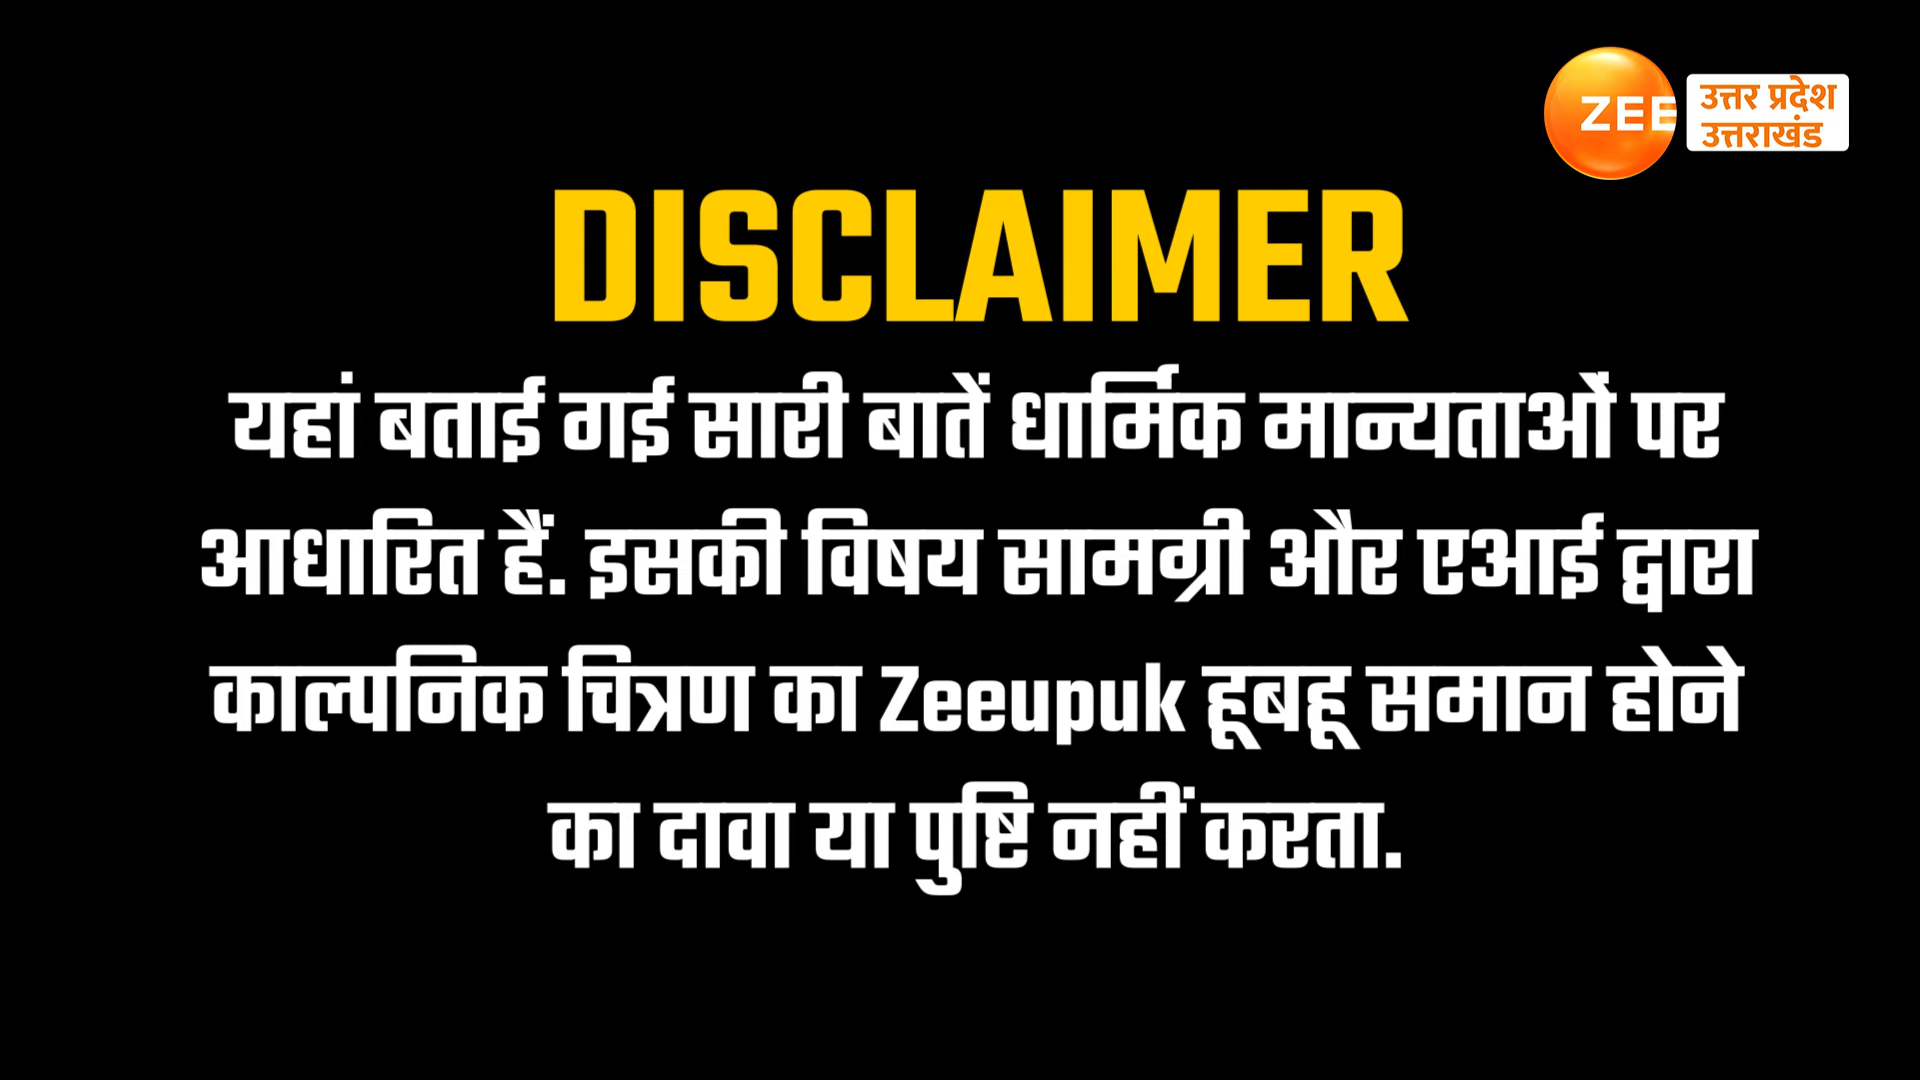 ZEE
उत्तर प्रदेश
उत्तराखंड
DISCLAIMER
यहां बताई गई सारी बातें धार्मिक मान्यताओं पर
आधारित हैं. इसकी विषय सामग्री और एआई द्वारा
काल्पनिक चित्रण का Zeeupuk हूबहू समान होने
का दावा या पुष्टि नहीं करता.